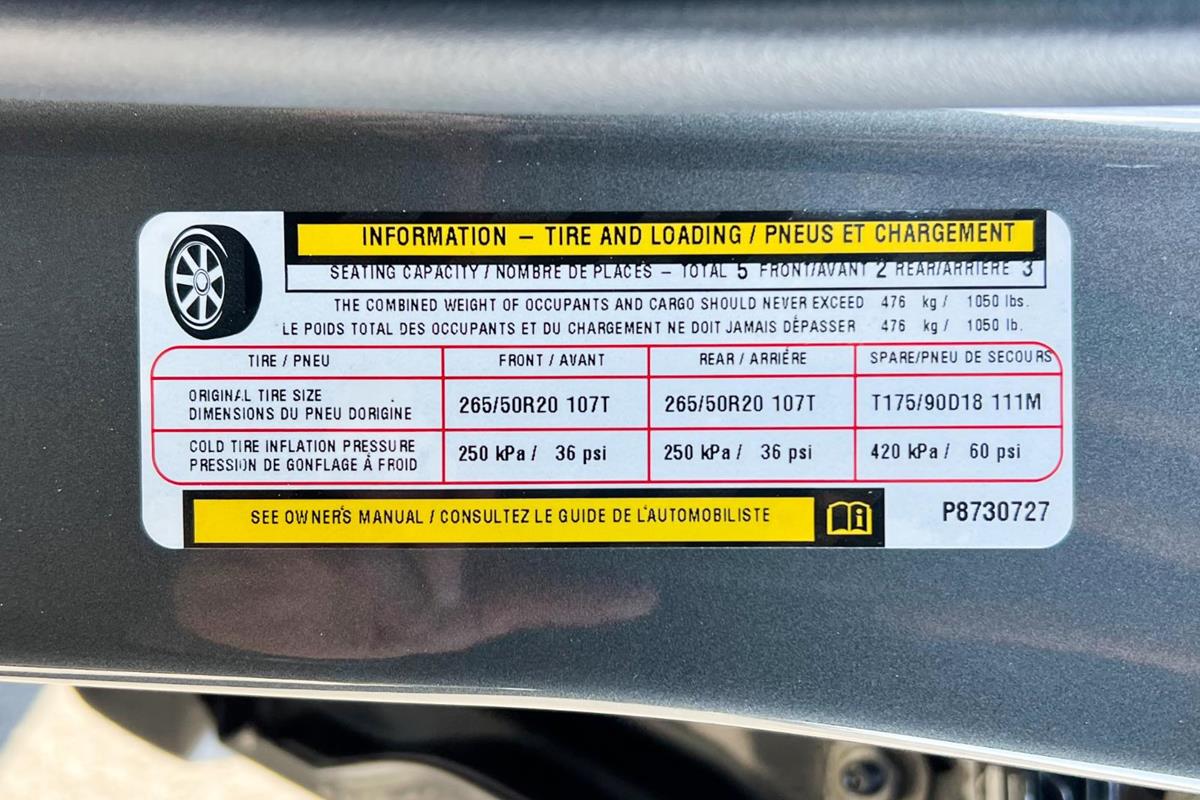 INFORMATION – TIRE AND LOADING / PNEUS ET CHARGEMENT
SEATING CAPACITY / NOMBRE DE PLACES – TOTAL 5 FRONT/AVANT 2 REAR/ARRIÈRE 3
THE COMBINED WEIGHT OF OCCUPANTS AND CARGO SHOULD NEVER EXCEED 476 kg / 1050 lbs.
LE POIDS TOTAL DES OCCUPANTS ET DU CHARGEMENT NE DOIT JAMAIS DÉPASSER 476 kg / 1050 lb.
TIRE / PNEU FRONT / AVANT REAR / ARRIÉRE SPARE/PNEU DE SECOURS
ORIGINAL TIRE SIZE
DIMENSIONS DU PNEU DORIGINE 265/50R20 107T 265/50R20 107T T175/90D18 111M
COLD TIRE INFLATION PRESSURE
PRESSION DE GONFLAGE À FROID 250 kPa / 36 psi 250 kPa / 36 psi 420 kPa / 60 psi
SEE OWNER'S MANUAL / CONSULTEZ LE GUIDE DE L'AUTOMOBILISTE
P8730727